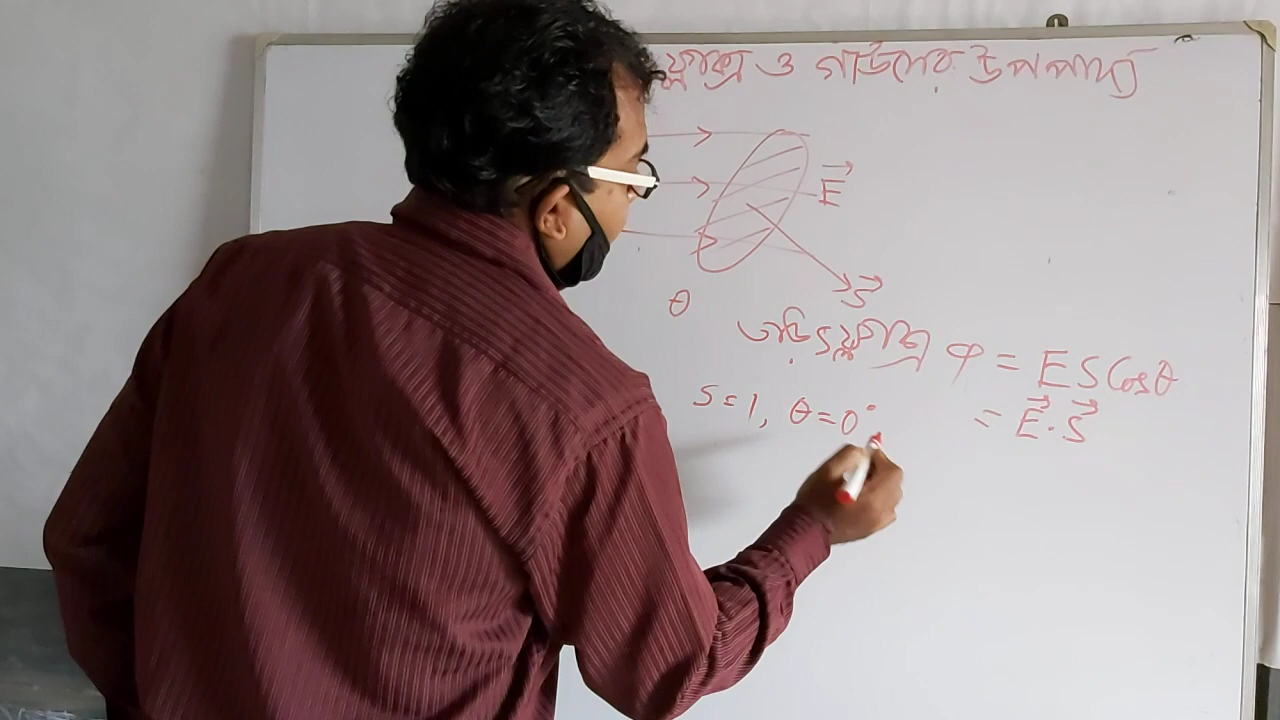 ফ্লাক্স ও গাউসের উপপাদ্য
E⃗
S⃗
θ
তড়িৎফ্লাক্স φ = ES Cosθ
S = 1, θ = 0° = E⃗ · S⃗